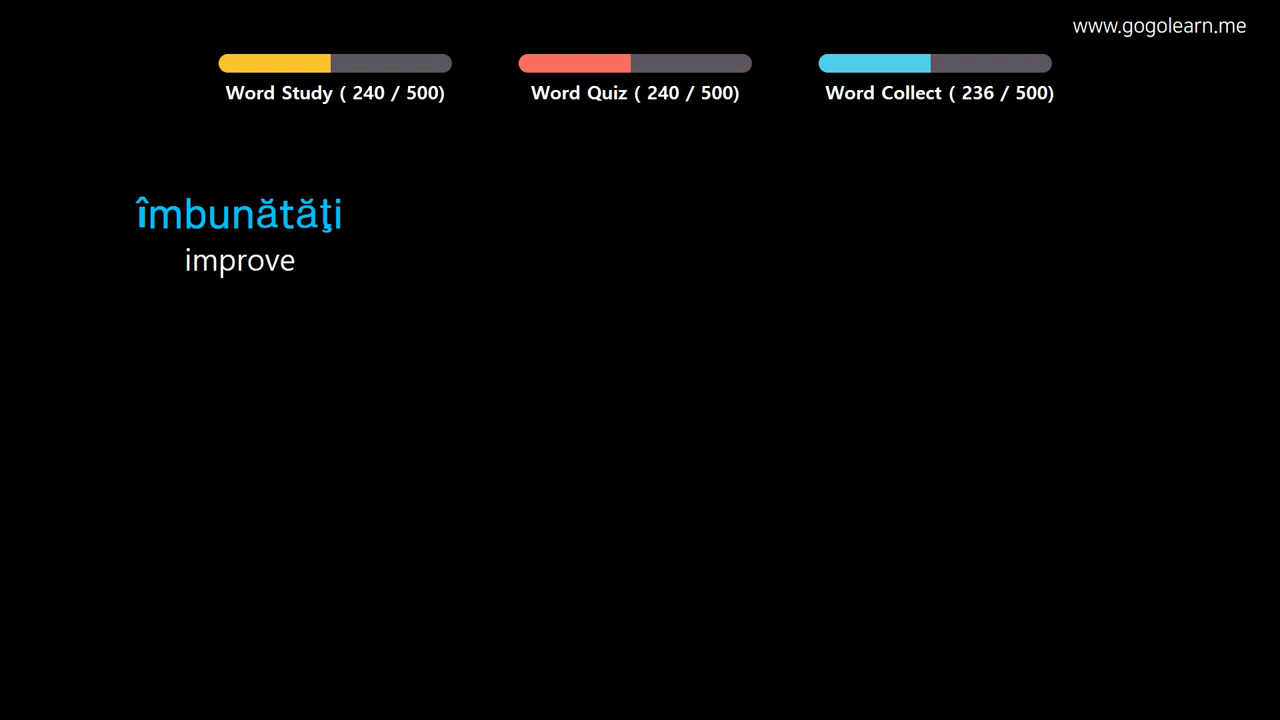 www.gogolearn.me
Word Study ( 240 / 500)
Word Quiz ( 240 / 500)
Word Collect ( 236 / 500)
îmbunătăţi
improve